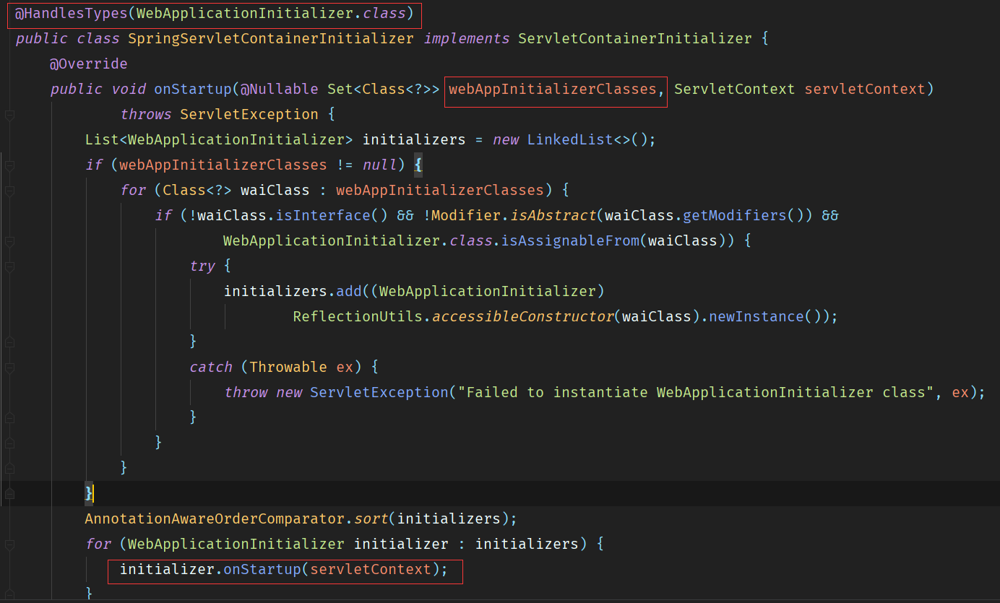 @HandlesTypes(WebApplicationInitializer.class)
public class SpringServletContainerInitializer implements ServletContainerInitializer {
@Override
public void onStartup(@Nullable Set<Class<?>> webAppInitializerClasses, ServletContext servletContext)
throws ServletException {
List<WebApplicationInitializer> initializers = new LinkedList<>();
if (webAppInitializerClasses != null) {
for (Class<?> waiClass : webAppInitializerClasses) {
if (!waiClass.isInterface() && !Modifier.isAbstract(waiClass.getModifiers()) &&
WebApplicationInitializer.class.isAssignableFrom(waiClass)) {
try {
initializers.add((WebApplicationInitializer)
ReflectionUtils.accessibleConstructor(waiClass).newInstance());
}
catch (Throwable ex) {
throw new ServletException("Failed to instantiate WebApplicationInitializer class", ex);
}
}
}
}
AnnotationAwareOrderComparator.sort(initializers);
for (WebApplicationInitializer initializer : initializers) {
initializer.onStartup(servletContext);
}